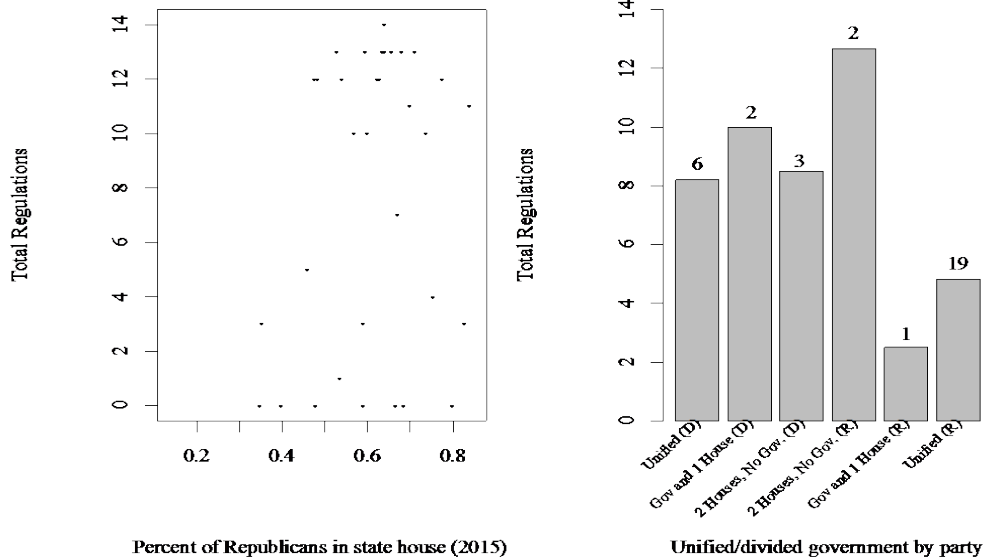 Total Regulations
14
12
10
8
6
4
2
0
0.2
0.4
0.6
0.8
Percent of Republicans in state house (2015)
Total Regulations
14
12
10
8
6
4
2
0
6
2
3
2
1
19
Unified (D)
Gov and 1 House (D)
2 Houses, No Gov. (D)
2 Houses, No Gov. (R)
Gov and 1 House (R)
Unified (R)
Unified/divided government by party